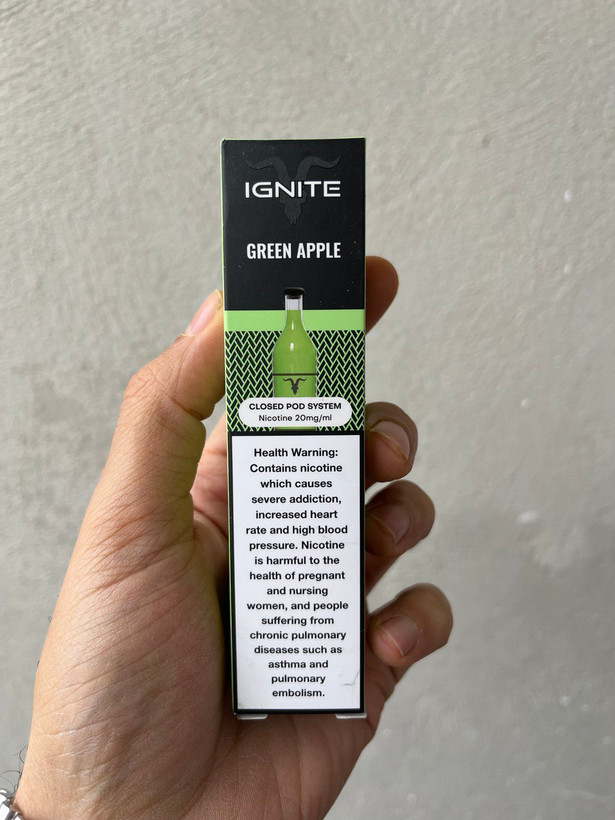 IGNITE
GREEN APPLE
CLOSED POD SYSTEM
Nicotine 20mg/ml
Health Warning:
Contains nicotine
which causes
severe addiction,
increased heart
rate and high blood
pressure. Nicotine
is harmful to the
health of pregnant
and nursing
women, and people
suffering from
chronic pulmonary
diseases such as
asthma and
pulmonary
embolism.